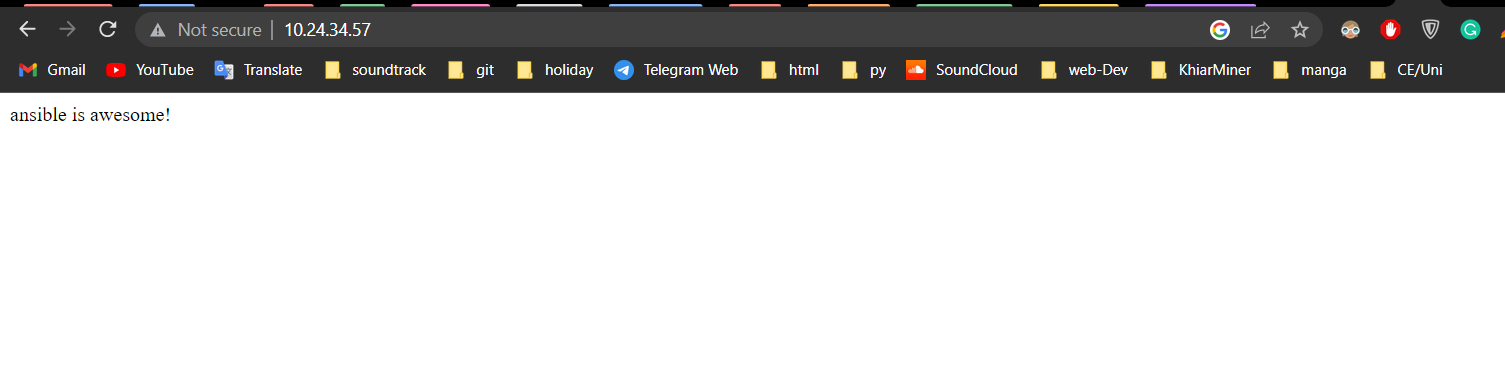 Not secure 10.24.34.57
Gmail YouTube Translate soundtrack git holiday Telegram Web html py SoundCloud web-Dev KhiarMiner manga CE/Uni
ansible is awesome!